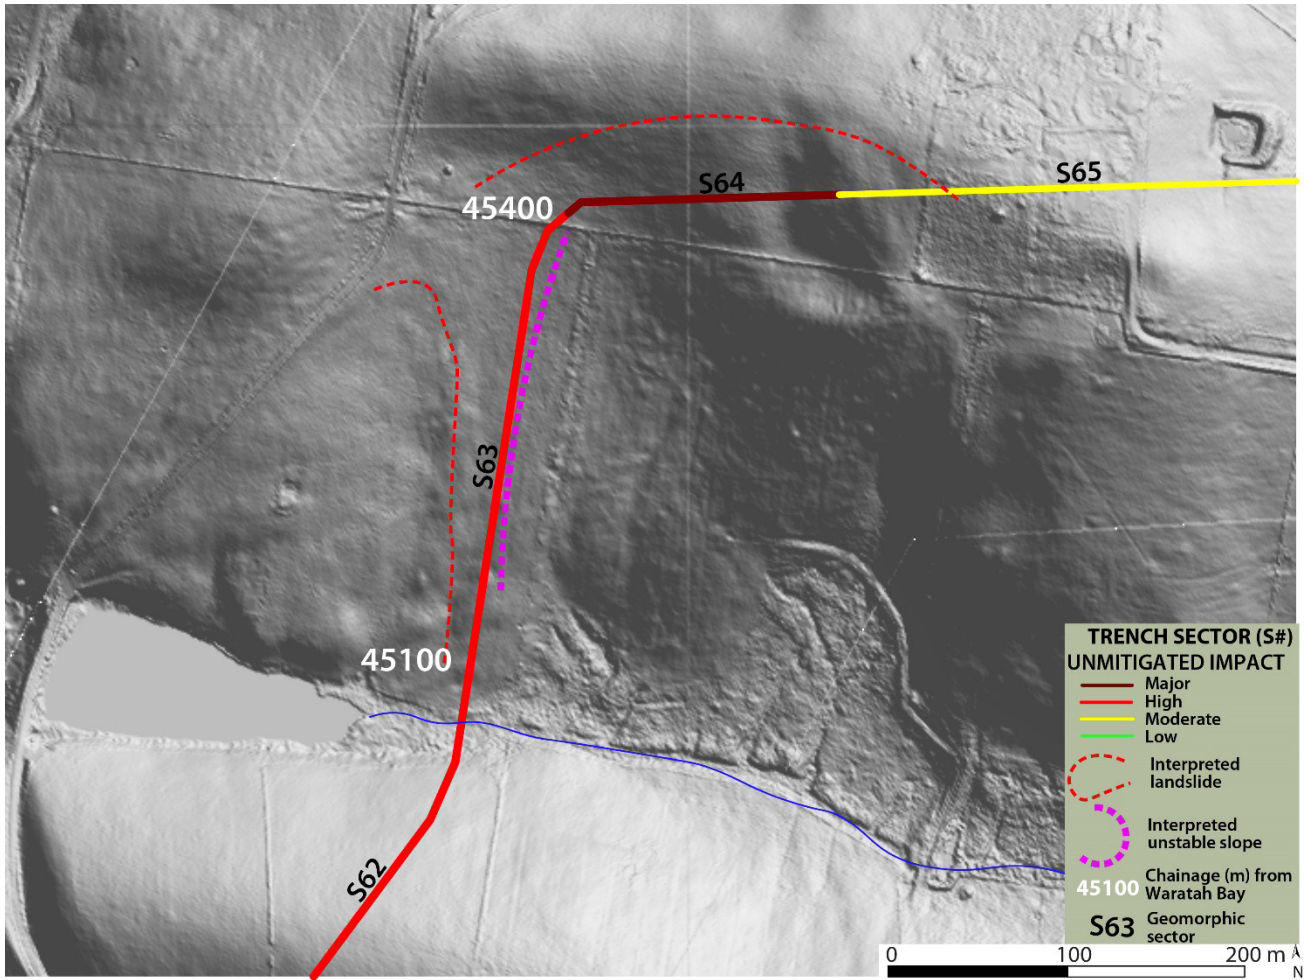 S64
S65
45400
S63
45100
S62
TRENCH SECTOR (S#)
UNMITIGATED IMPACT
Major
High
Moderate
Low
Interpreted
landslide
Interpreted
unstable slope
45100
Chainage (m) from
Waratah Bay
S63
Geomorphic
sector
0 100 200 m
N